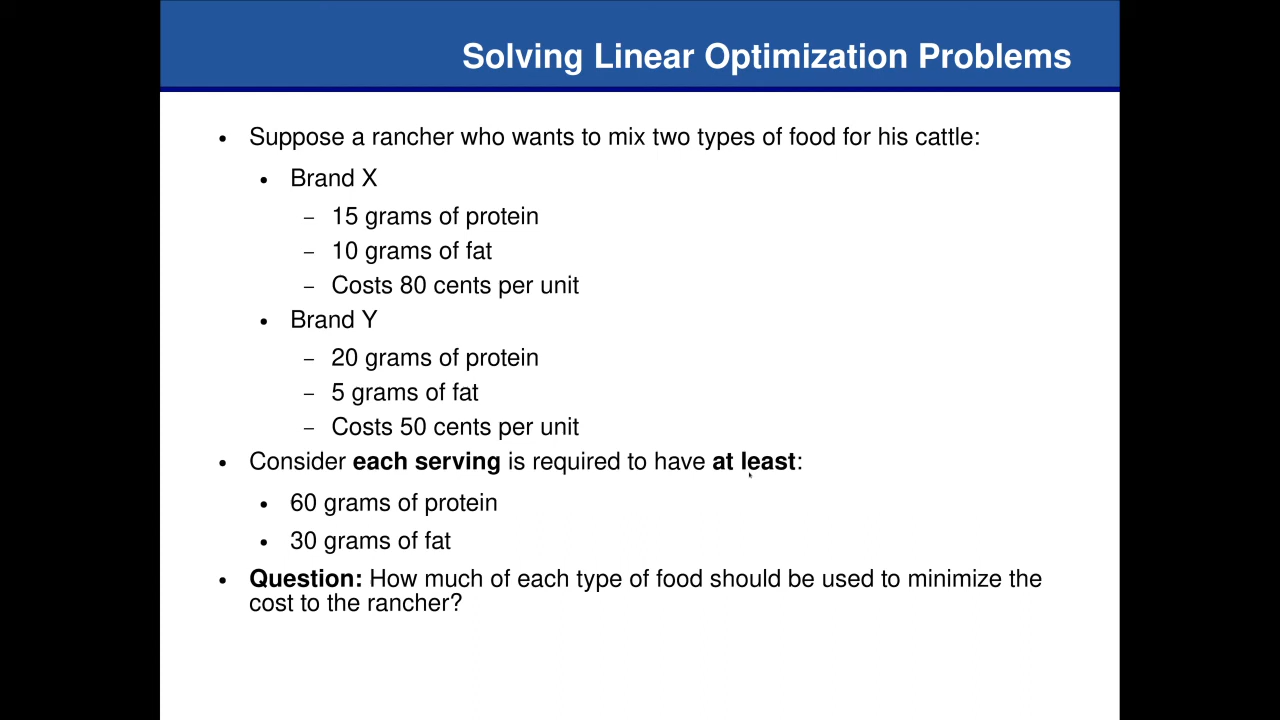 Solving Linear Optimization Problems
• Suppose a rancher who wants to mix two types of food for his cattle:
• Brand X
– 15 grams of protein
– 10 grams of fat
– Costs 80 cents per unit
• Brand Y
– 20 grams of protein
– 5 grams of fat
– Costs 50 cents per unit
• Consider each serving is required to have at least:
• 60 grams of protein
• 30 grams of fat
• Question: How much of each type of food should be used to minimize the
cost to the rancher?